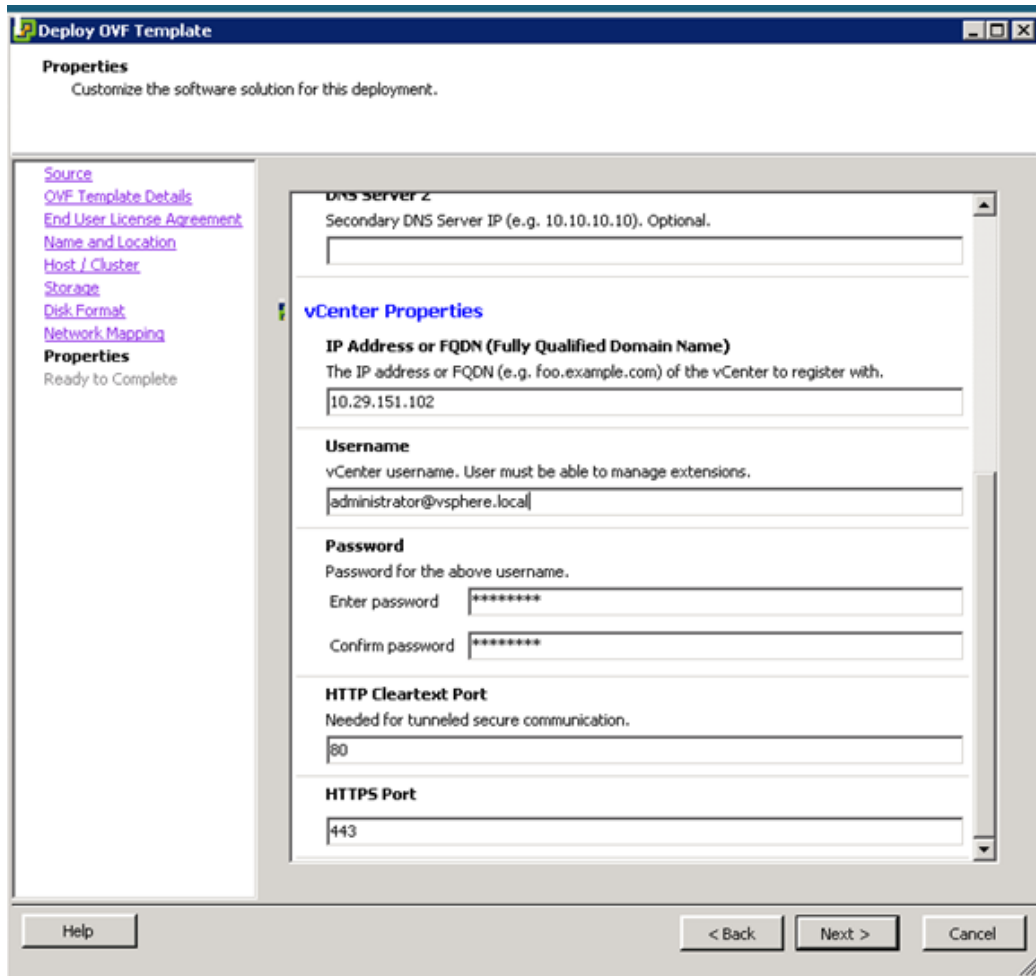 Deploy OVF Template
Properties
Customize the software solution for this deployment.
Source
OVF Template Details
End User License Agreement
Name and Location
Host / Cluster
Storage
Disk Format
Network Mapping
Properties
Ready to Complete
DNS Server 2
Secondary DNS Server IP (e.g. 10.10.10.10). Optional.
vCenter Properties
IP Address or FQDN (Fully Qualified Domain Name)
The IP address or FQDN (e.g. foo.example.com) of the vCenter to register with.
10.29.151.102
Username
vCenter username. User must be able to manage extensions.
administrator@vsphere.local
Password
Password for the above username.
Enter password ********
Confirm password ********
HTTP Cleartext Port
Needed for tunneled secure communication.
80
HTTPS Port
443
Help < Back Next > Cancel